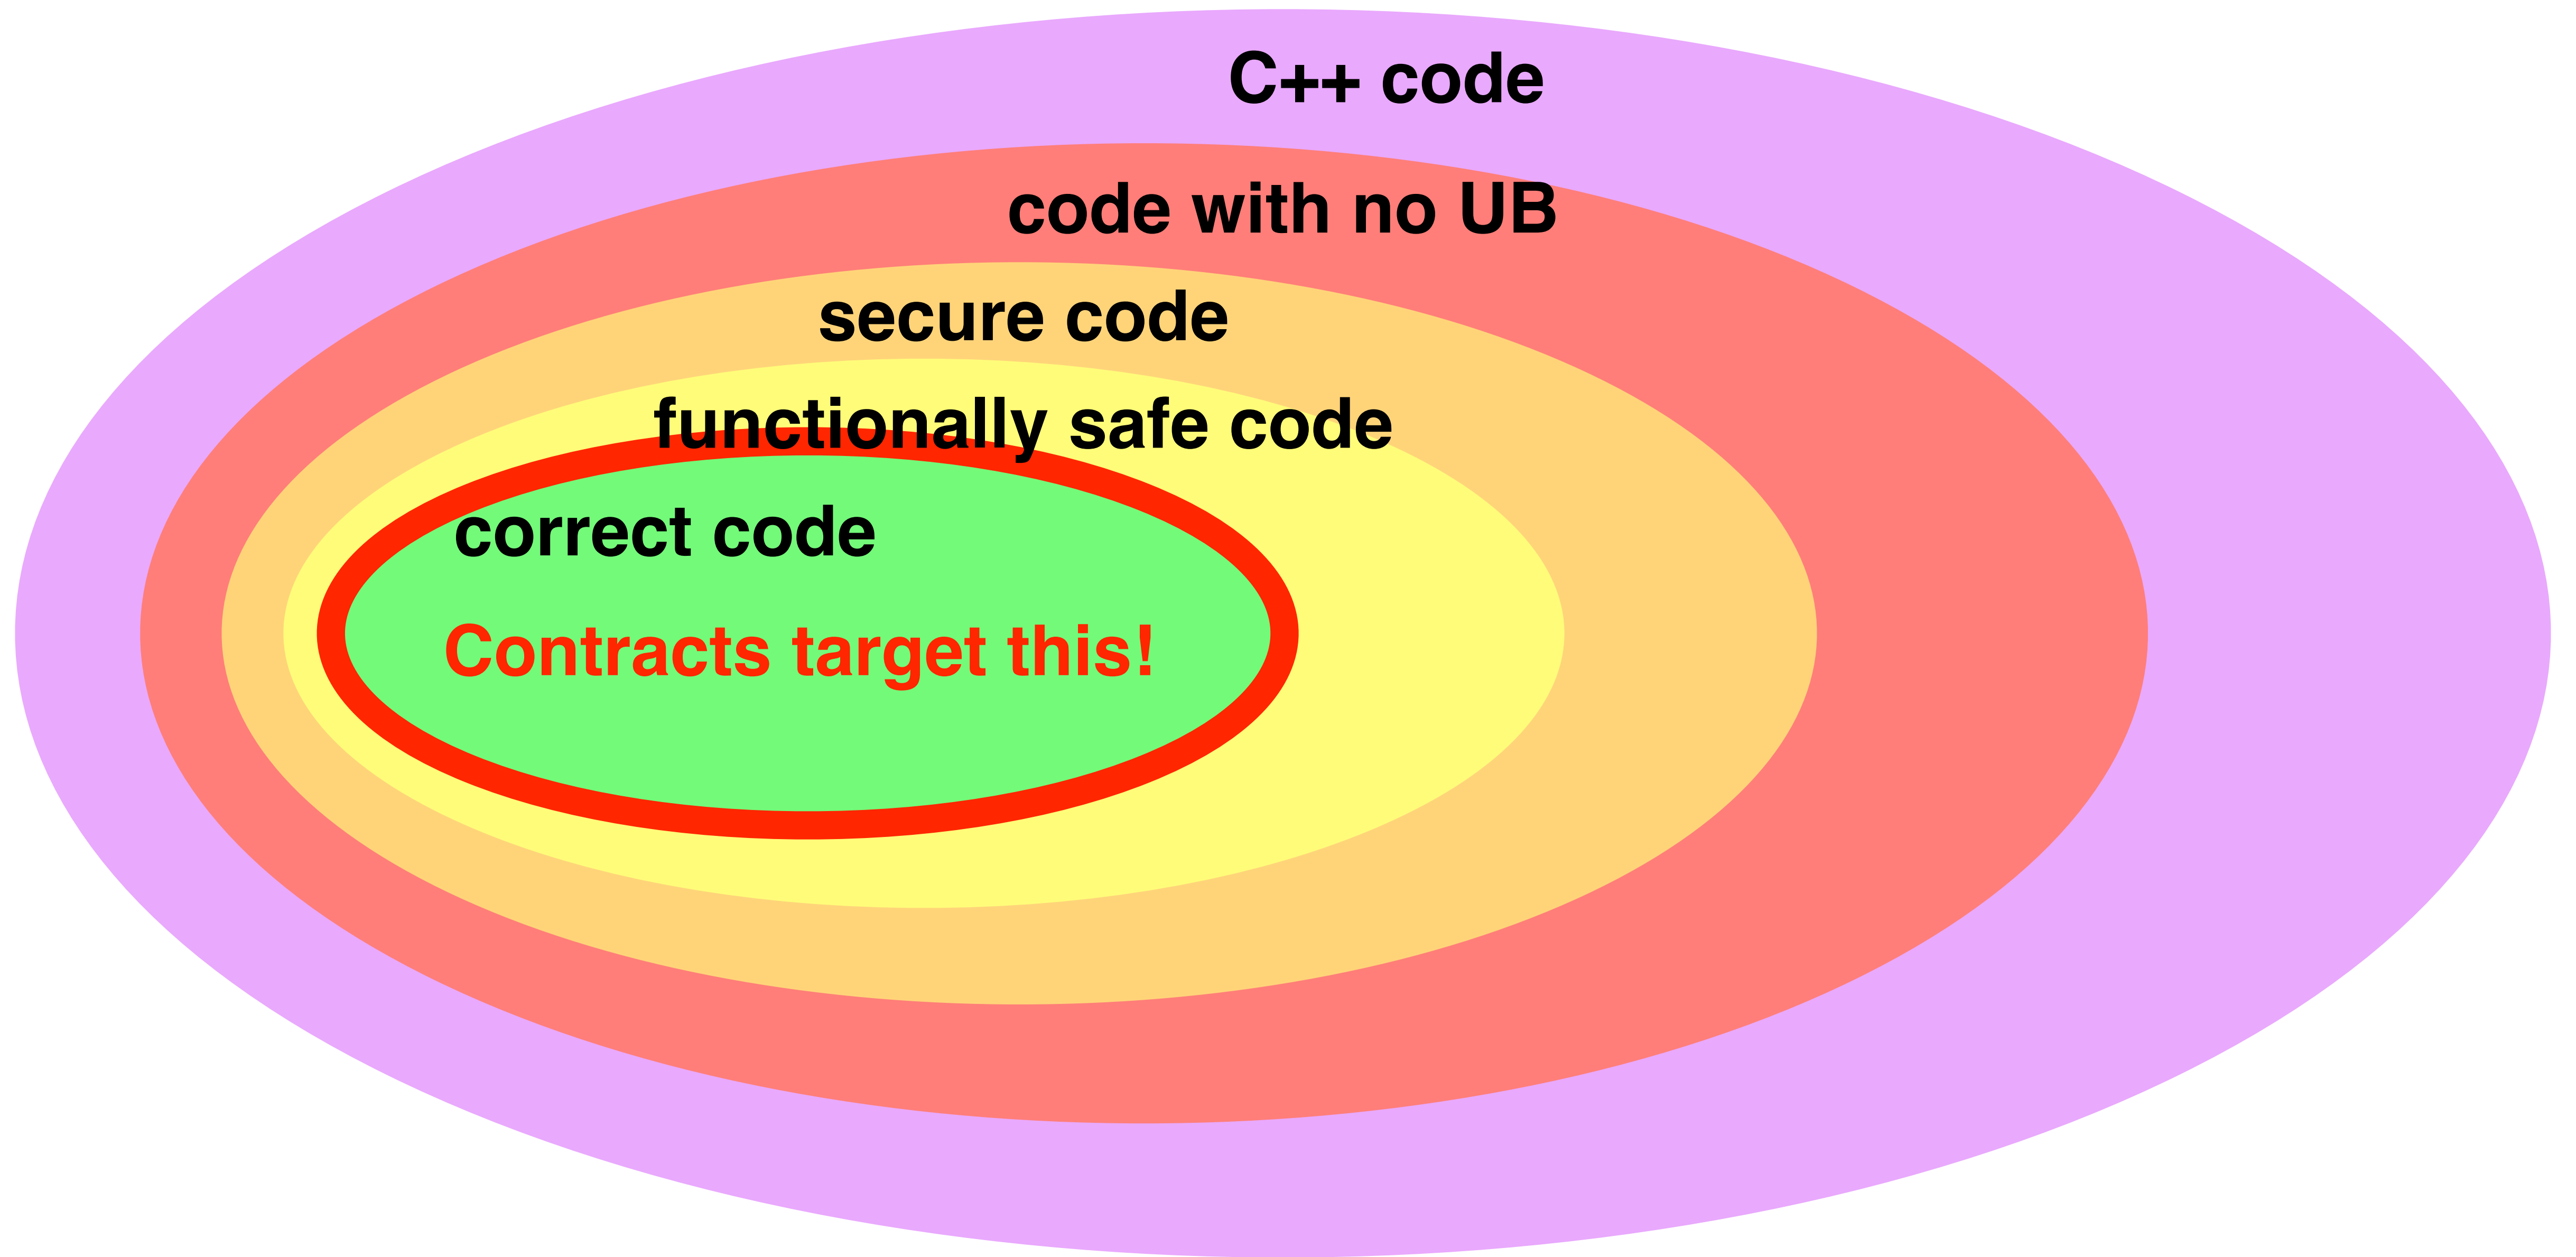 C++ code
code with no UB
secure code
functionally safe code
correct code
Contracts target this!